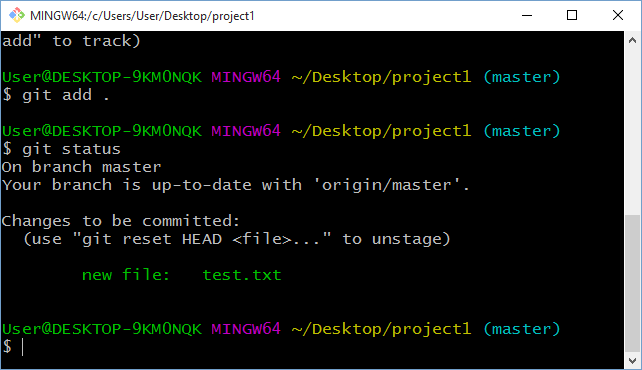 MINGW64:/c/Users/User/Desktop/project1
add" to track)
User@DESKTOP-9KM0NQK MINGW64 ~/Desktop/project1 (master)
$ git add .
User@DESKTOP-9KM0NQK MINGW64 ~/Desktop/project1 (master)
$ git status
On branch master
Your branch is up-to-date with 'origin/master'.
Changes to be committed:
(use "git reset HEAD <file>..." to unstage)
new file: test.txt
User@DESKTOP-9KM0NQK MINGW64 ~/Desktop/project1 (master)
$